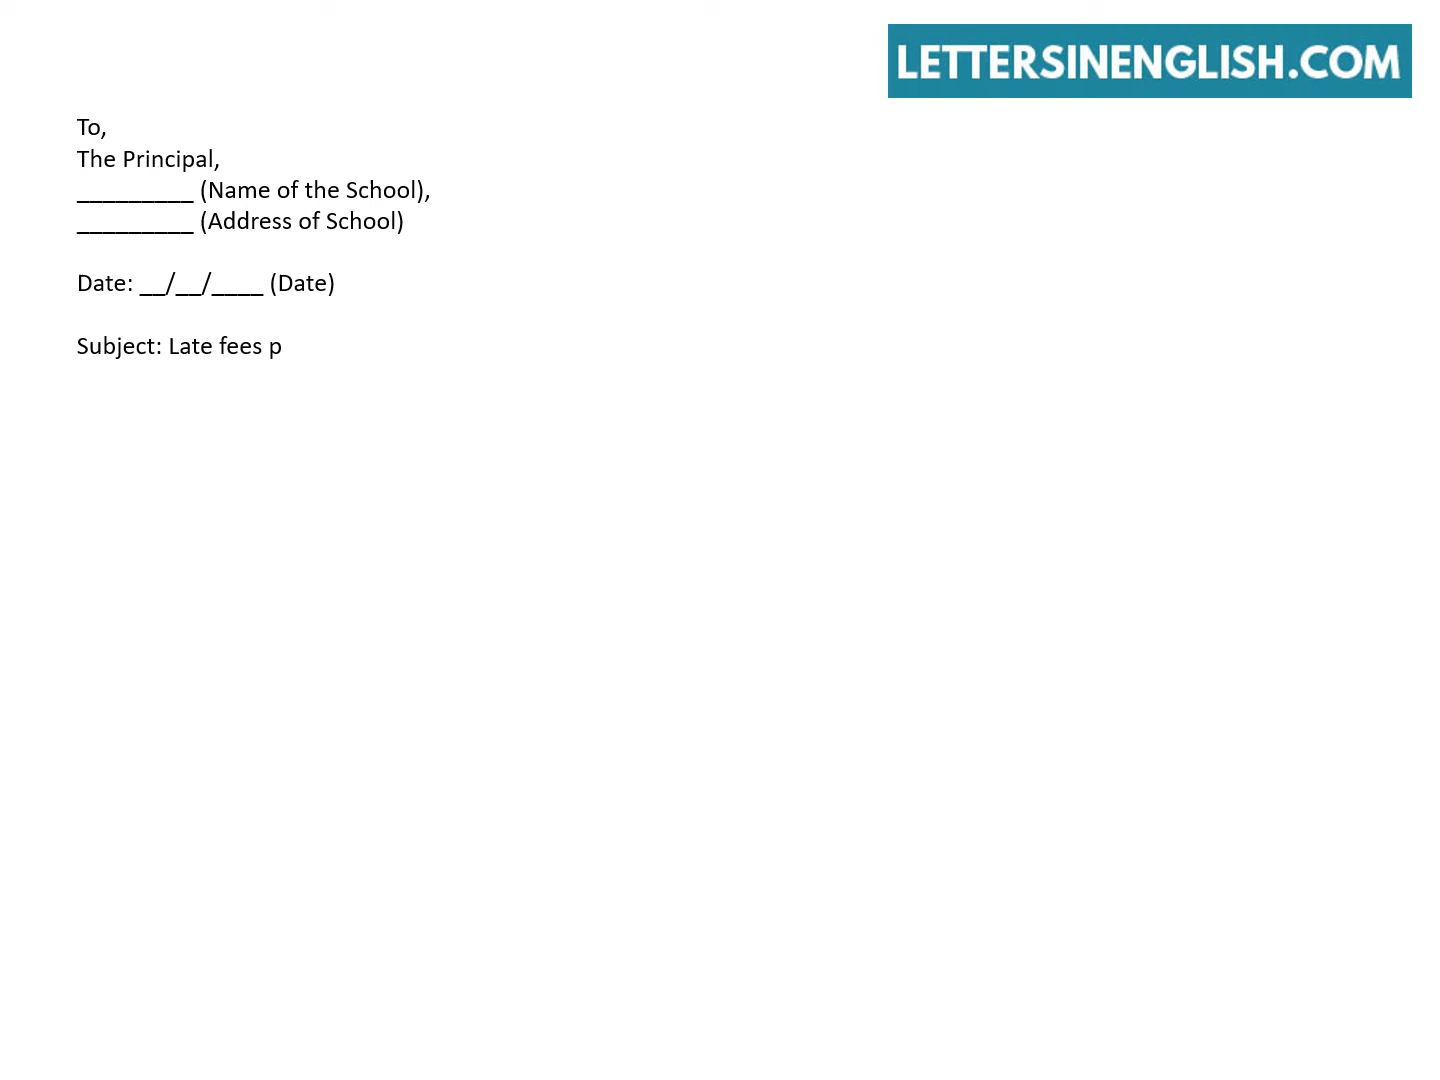 LETTERSINENGLISH.COM
To,
The Principal,
_________ (Name of the School),
_________ (Address of School)
Date: __/__/____ (Date)
Subject: Late fees p